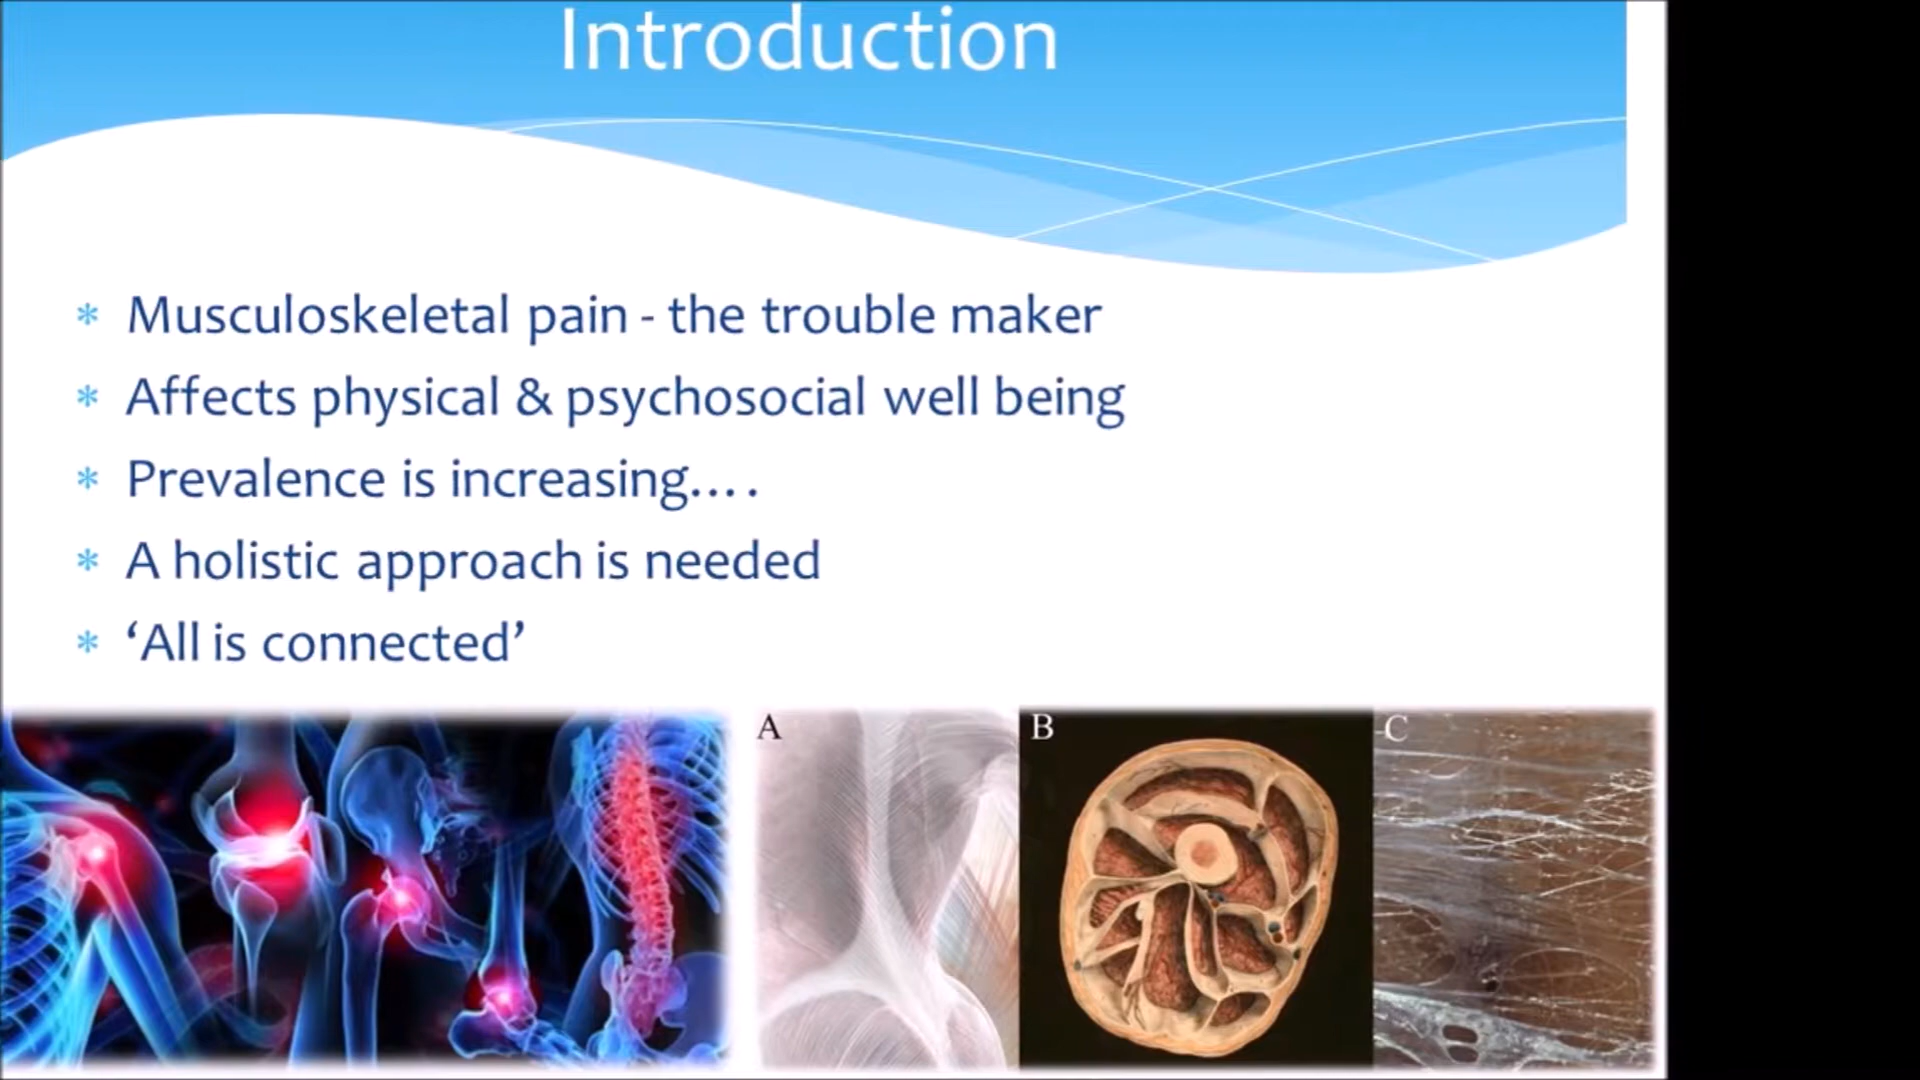 Introduction
* Musculoskeletal pain - the trouble maker
* Affects physical & psychosocial well being
* Prevalence is increasing….
* A holistic approach is needed
* ‘All is connected’
A
B
C